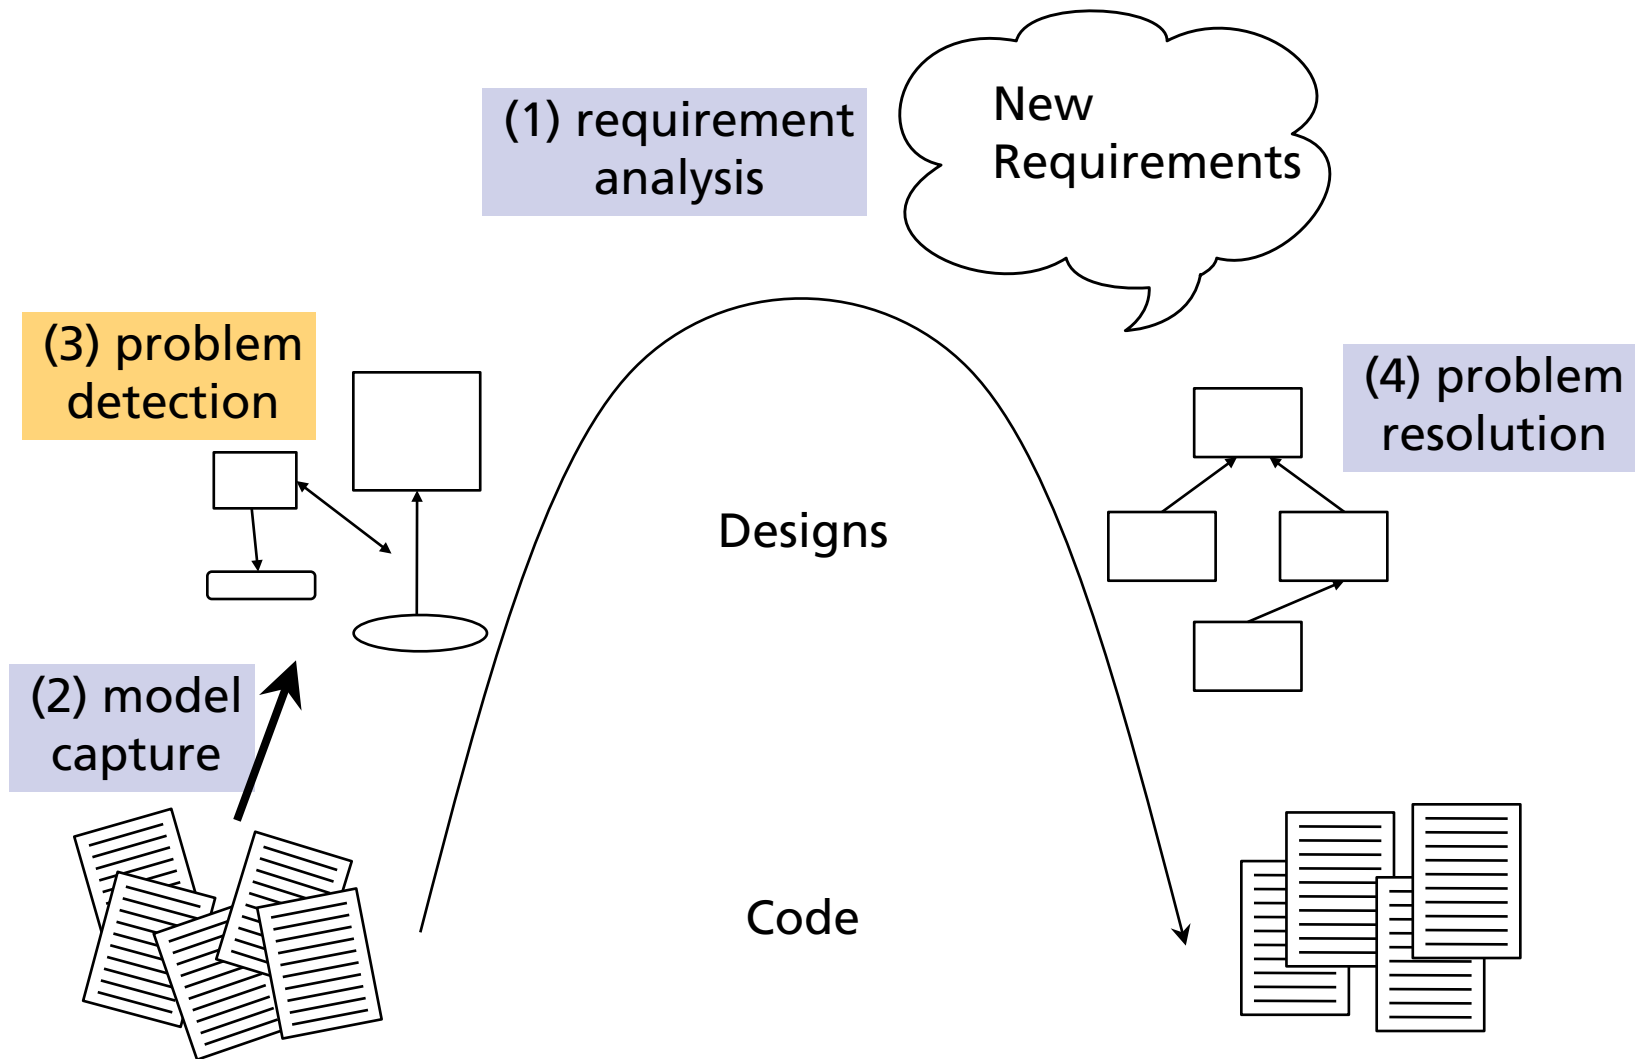 (1) requirement
analysis
New
Requirements
(3) problem
detection
(4) problem
resolution
Designs
(2) model
capture
Code